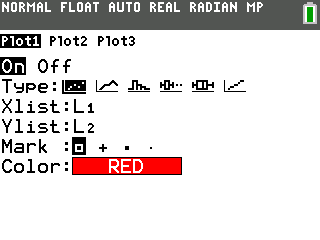 NORMAL FLOAT AUTO REAL RADIAN MP
Plot1 Plot2 Plot3
On Off
Type:
Xlist:L1
Ylist:L2
Mark :
Color: RED